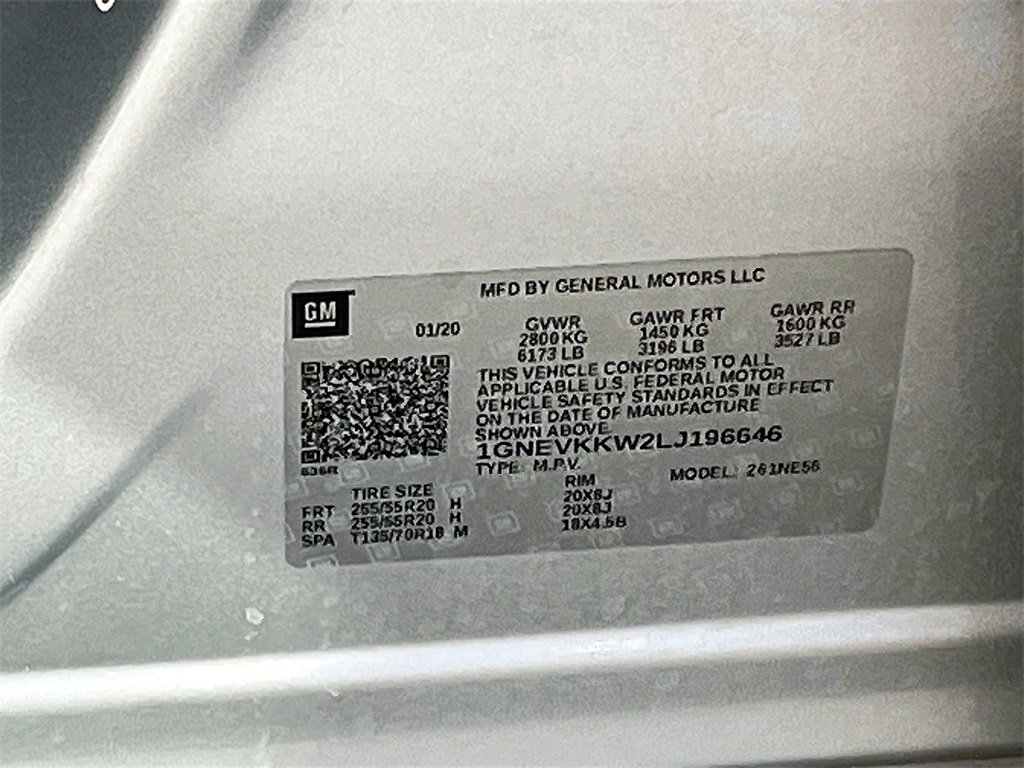 MFD BY GENERAL MOTORS LLC
GM
01/20
GVWR GAWR FRT GAWR RR
2800 KG 1450 KG 1600 KG
6173 LB 3196 LB 3527 LB
THIS VEHICLE CONFORMS TO ALL
APPLICABLE U.S. FEDERAL MOTOR
VEHICLE SAFETY STANDARDS IN EFFECT
ON THE DATE OF MANUFACTURE
SHOWN ABOVE.
1GNEVKKW2LJ196646
TYPE: M.P.V. MODEL: 261NE56
TIRE SIZE RIM
FRT 255/55R20 H 20X8J
RR 255/55R20 H 20X8J
SPA T135/70R18 M 18X4.5B